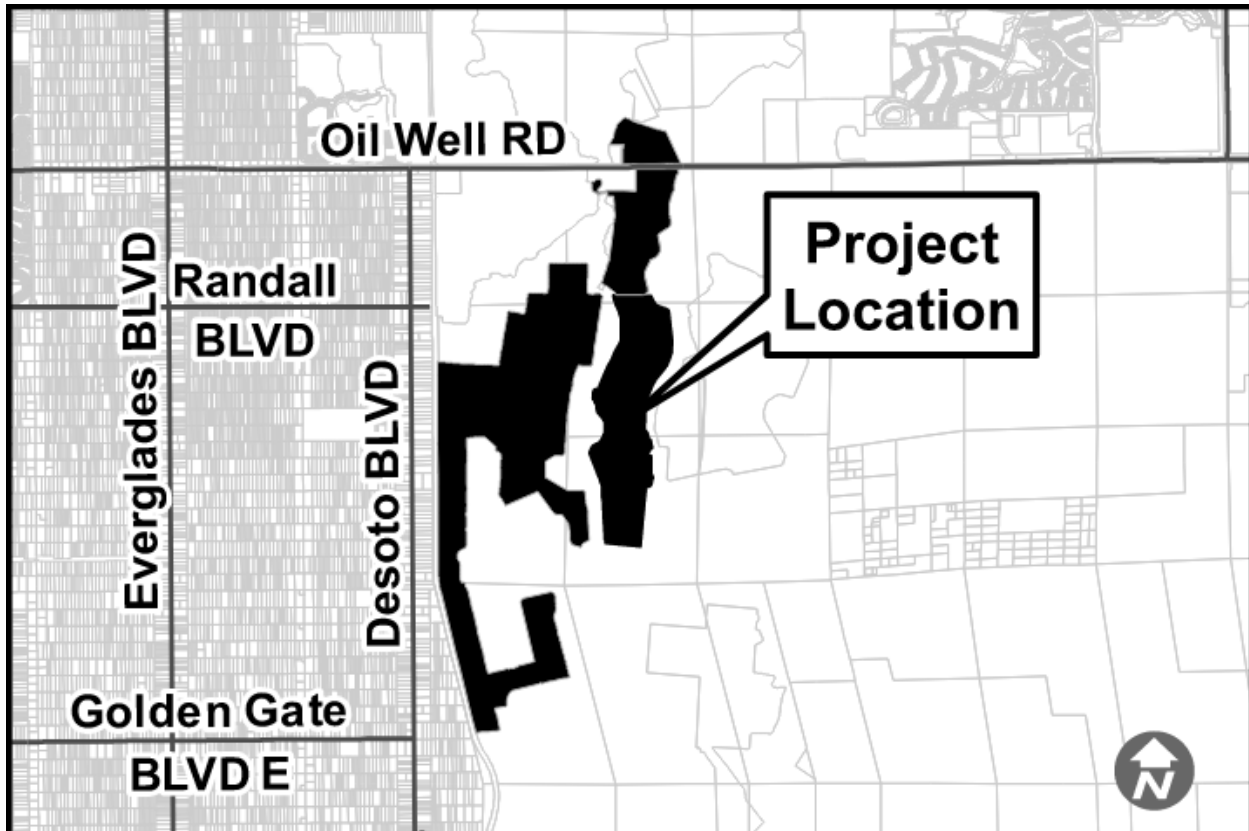 Oil Well RD
Project
Location
Everglades BLVD
Randall
BLVD
Desoto BLVD
Golden Gate
BLVD E
N